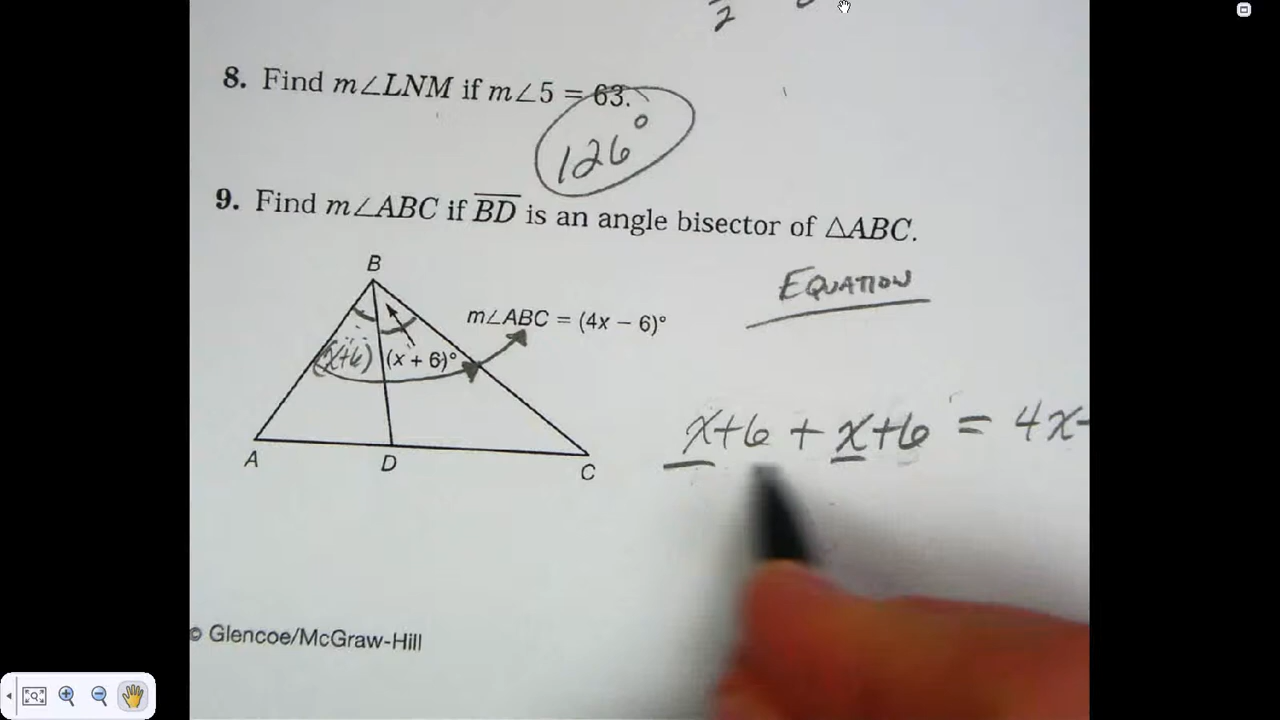 2
8. Find m∠LNM if m∠5 = 63.
126°
9. Find m∠ABC if BD is an angle bisector of △ABC.
EQUATION
B
m∠ABC = (4x − 6)°
(x+6) (x + 6)°
x+6 + x+6 = 4x-
A D C
© Glencoe/McGraw-Hill